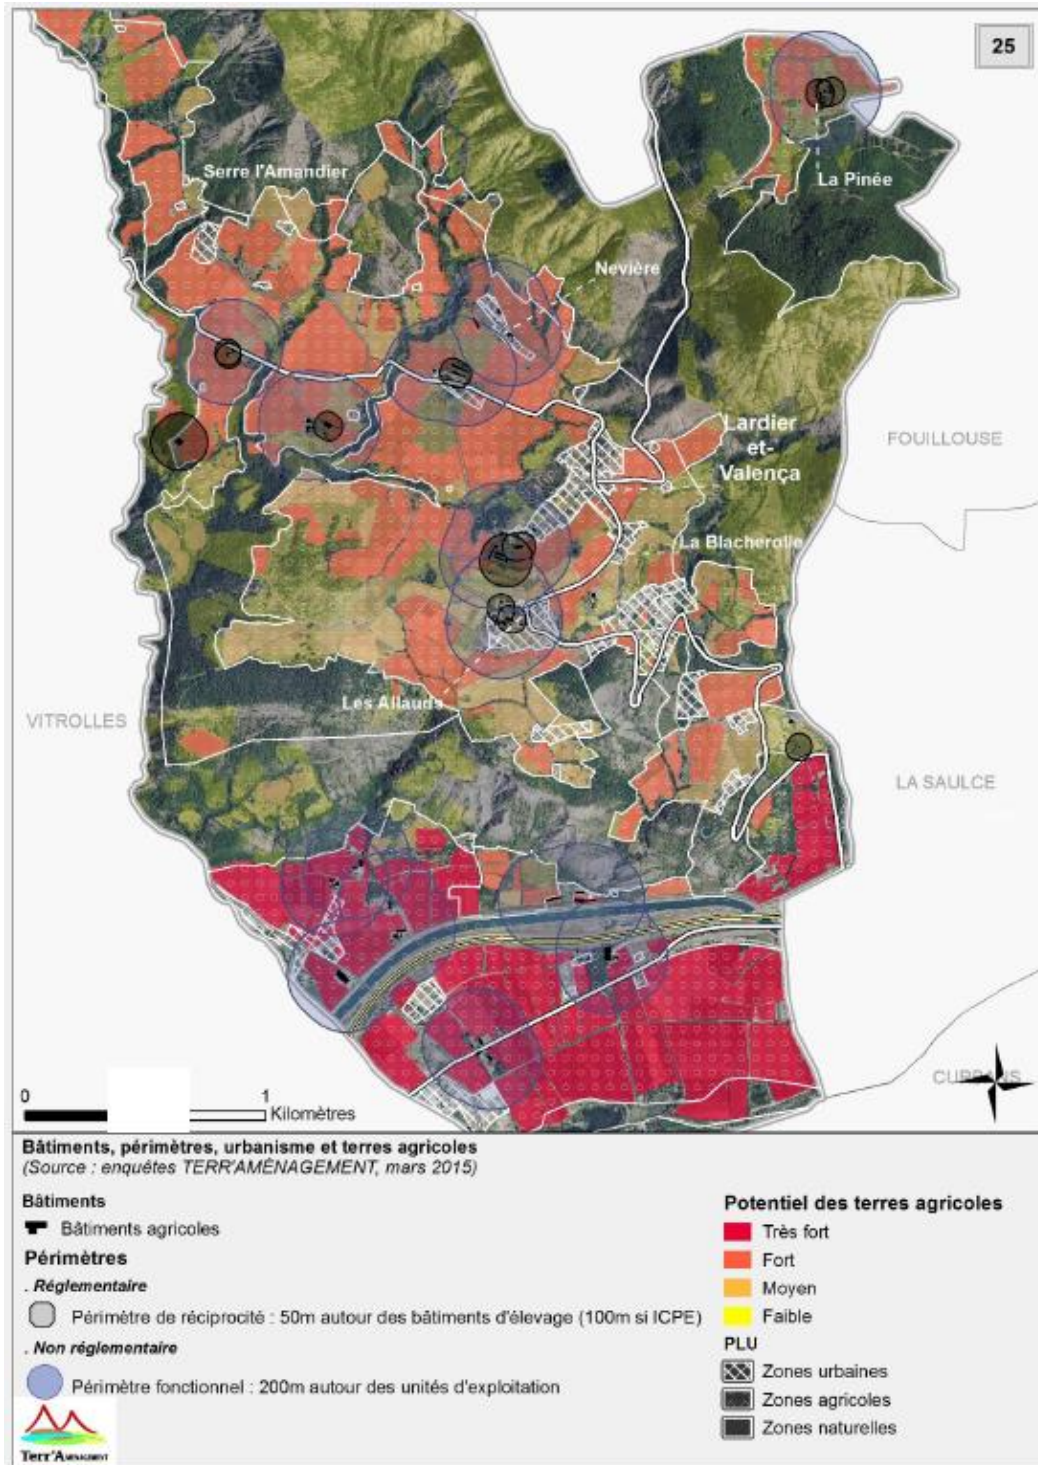 25
Serre l'Amandier
La Pinée
Nevière
Lardier
et-
Valença
FOUILLOUSE
La Blacherolle
Les Allauds
VITROLLES
LA SAULCE
CURBANS
0 1
Kilomètres
Bâtiments, périmètres, urbanisme et terres agricoles
(Source : enquêtes TERR'AMÉNAGEMENT, mars 2015)
Bâtiments
Bâtiments agricoles
Périmètres
. Réglementaire
Périmètre de réciprocité : 50m autour des bâtiments d'élevage (100m si ICPE)
. Non réglementaire
Périmètre fonctionnel : 200m autour des unités d'exploitation
Potentiel des terres agricoles
Très fort
Fort
Moyen
Faible
PLU
Zones urbaines
Zones agricoles
Zones naturelles
Terr'Aménagement